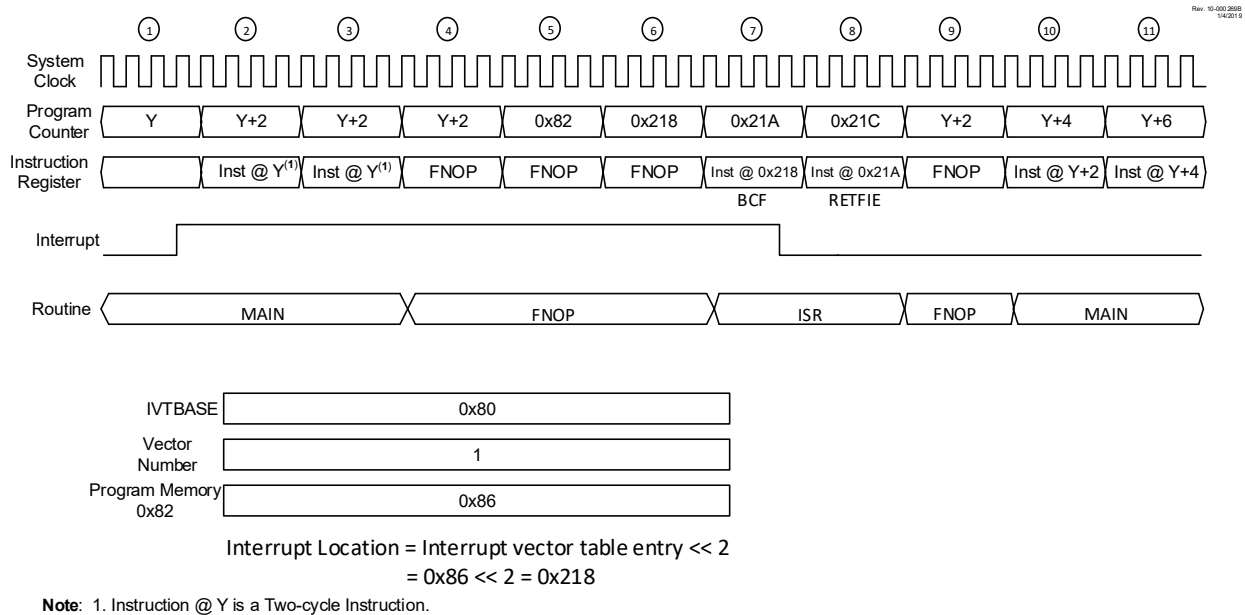 Rev. 10-000269B
1/4/2019
1 2 3 4 5 6 7 8 9 10 11
System
Clock
Program
Counter
Y Y+2 Y+2 Y+2 0x82 0x218 0x21A 0x21C Y+2 Y+4 Y+6
Instruction
Register
Inst @ Y(1) Inst @ Y(1) FNOP FNOP FNOP Inst @ 0x218 Inst @ 0x21A FNOP Inst @ Y+2 Inst @ Y+4
BCF RETFIE
Interrupt
Routine MAIN FNOP ISR FNOP MAIN
IVTBASE 0x80
Vector
Number
1
Program Memory
0x82
0x86
Interrupt Location = Interrupt vector table entry << 2
= 0x86 << 2 = 0x218
Note: 1. Instruction @ Y is a Two-cycle Instruction.